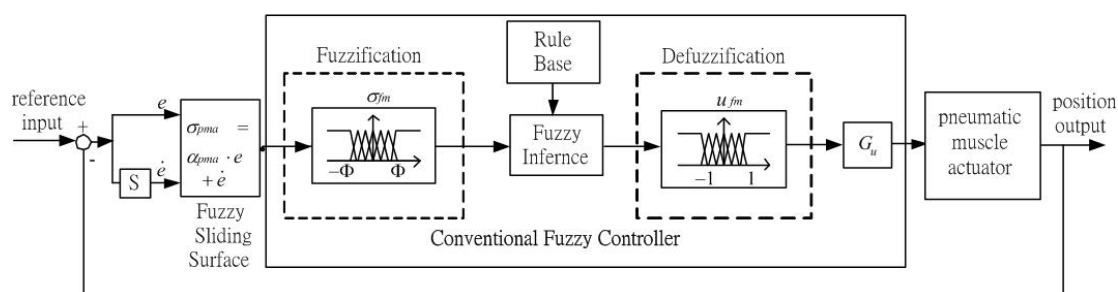 reference
input
+
-
e
S
ė
σpma =
αpma · e
+ ė
Fuzzy
Sliding
Surface
Fuzzification
σfm
−Φ Φ
Rule
Base
Fuzzy
Infernce
Defuzzification
u fm
−1 1
Gu
Conventional Fuzzy Controller
pneumatic
muscle
actuator
position
output